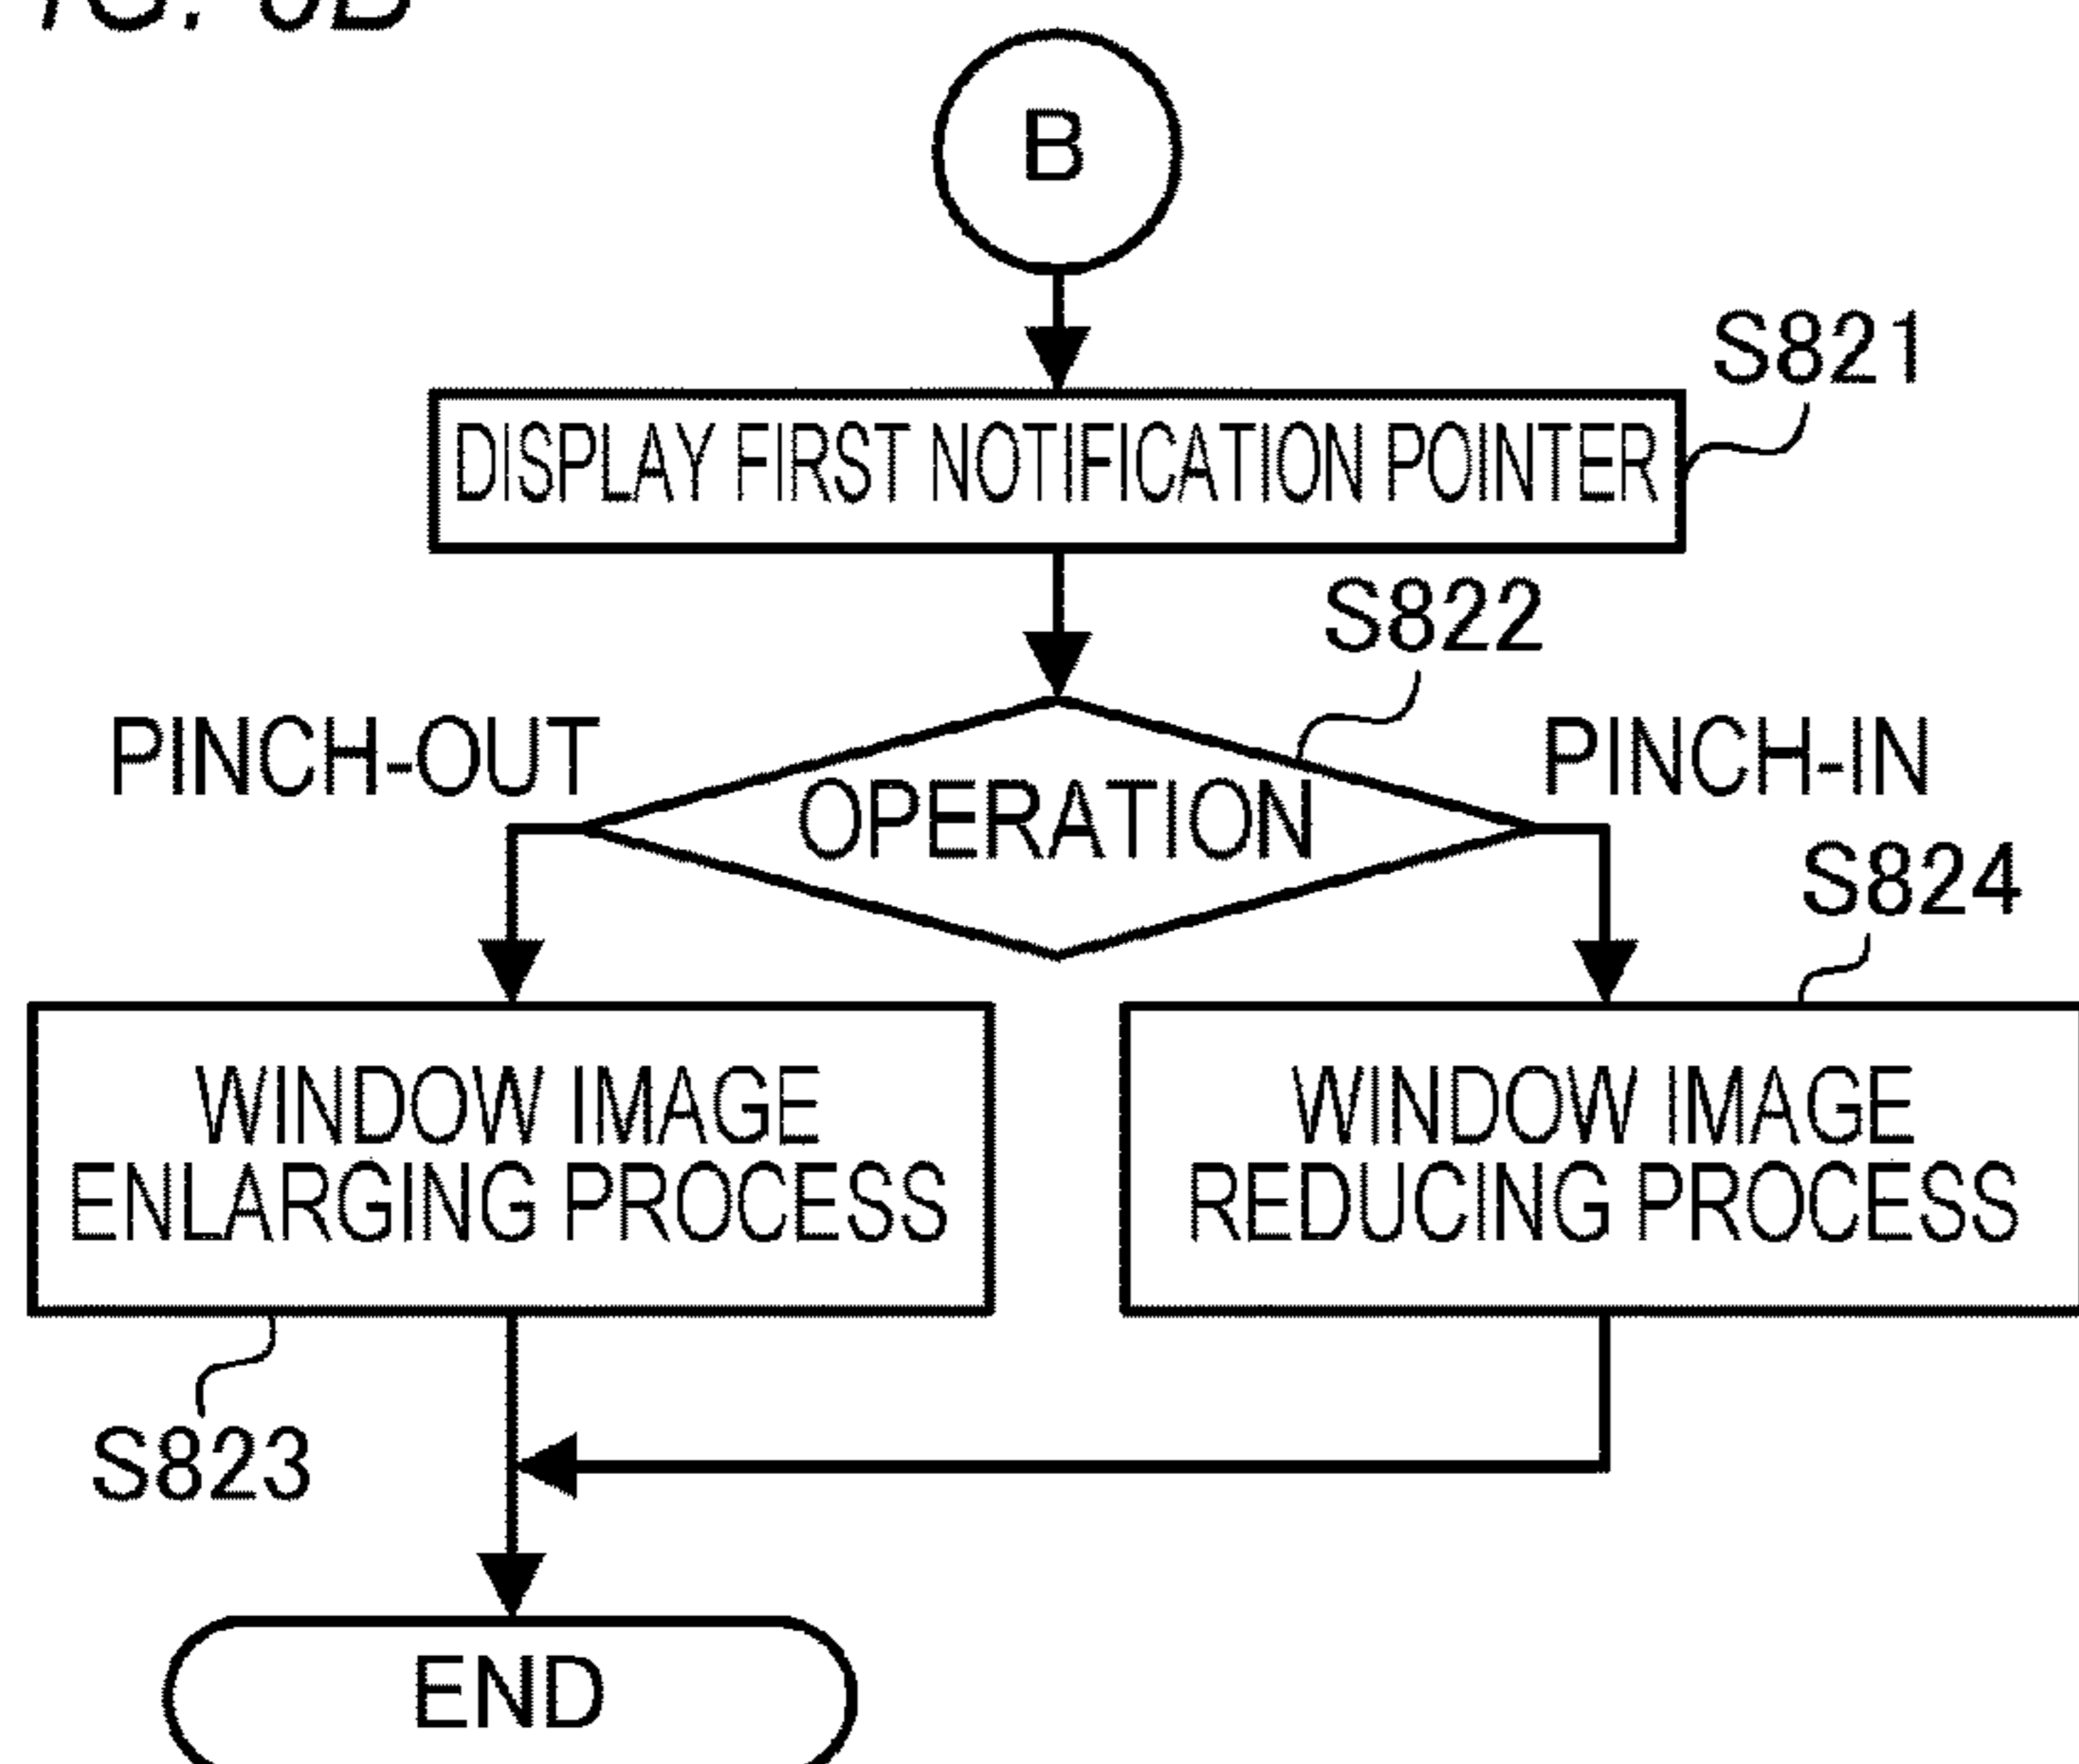 B
S821
DISPLAY FIRST NOTIFICATION POINTER
S822
PINCH-OUT
OPERATION
PINCH-IN
S824
WINDOW IMAGE
ENLARGING PROCESS
WINDOW IMAGE
REDUCING PROCESS
S823
END